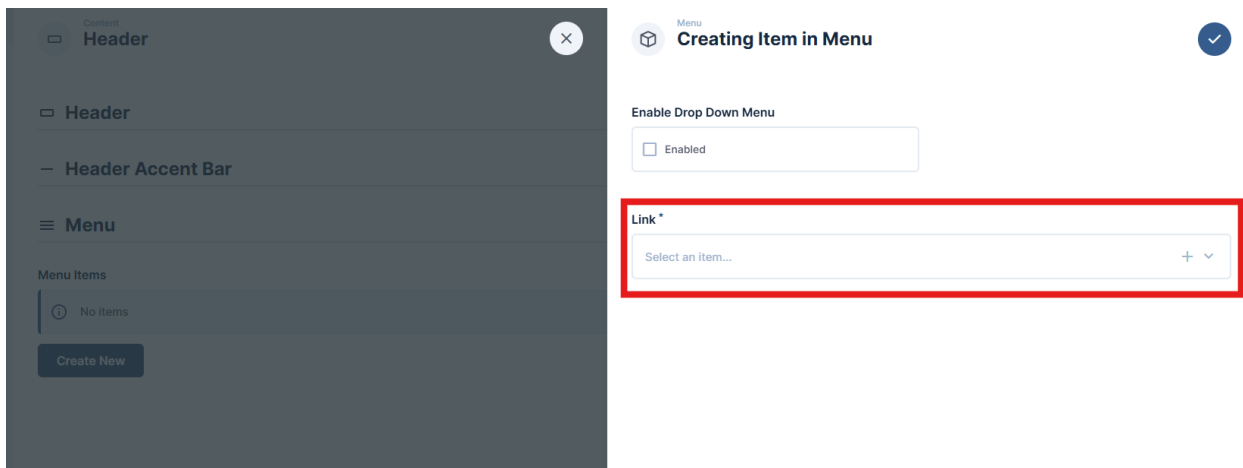 Content
Header
Header
Header Accent Bar
Menu
Menu Items
No items
Create New
Menu
Creating Item in Menu
Enable Drop Down Menu
Enabled
Link *
Select an item...